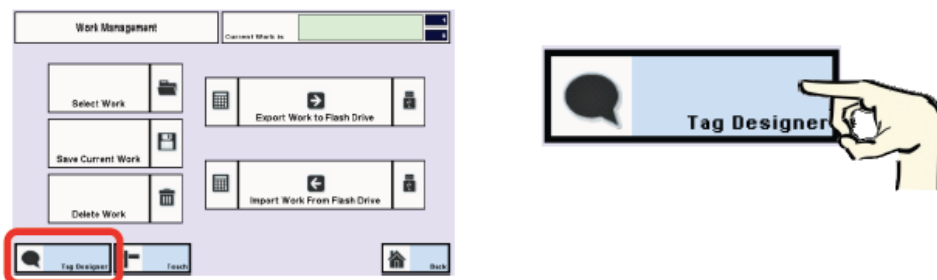 Work Management
Current Work is
Select Work
Export Work to Flash Drive
Save Current Work
Import Work From Flash Drive
Delete Work
Tag Designer
Teach
Back
Tag Designer